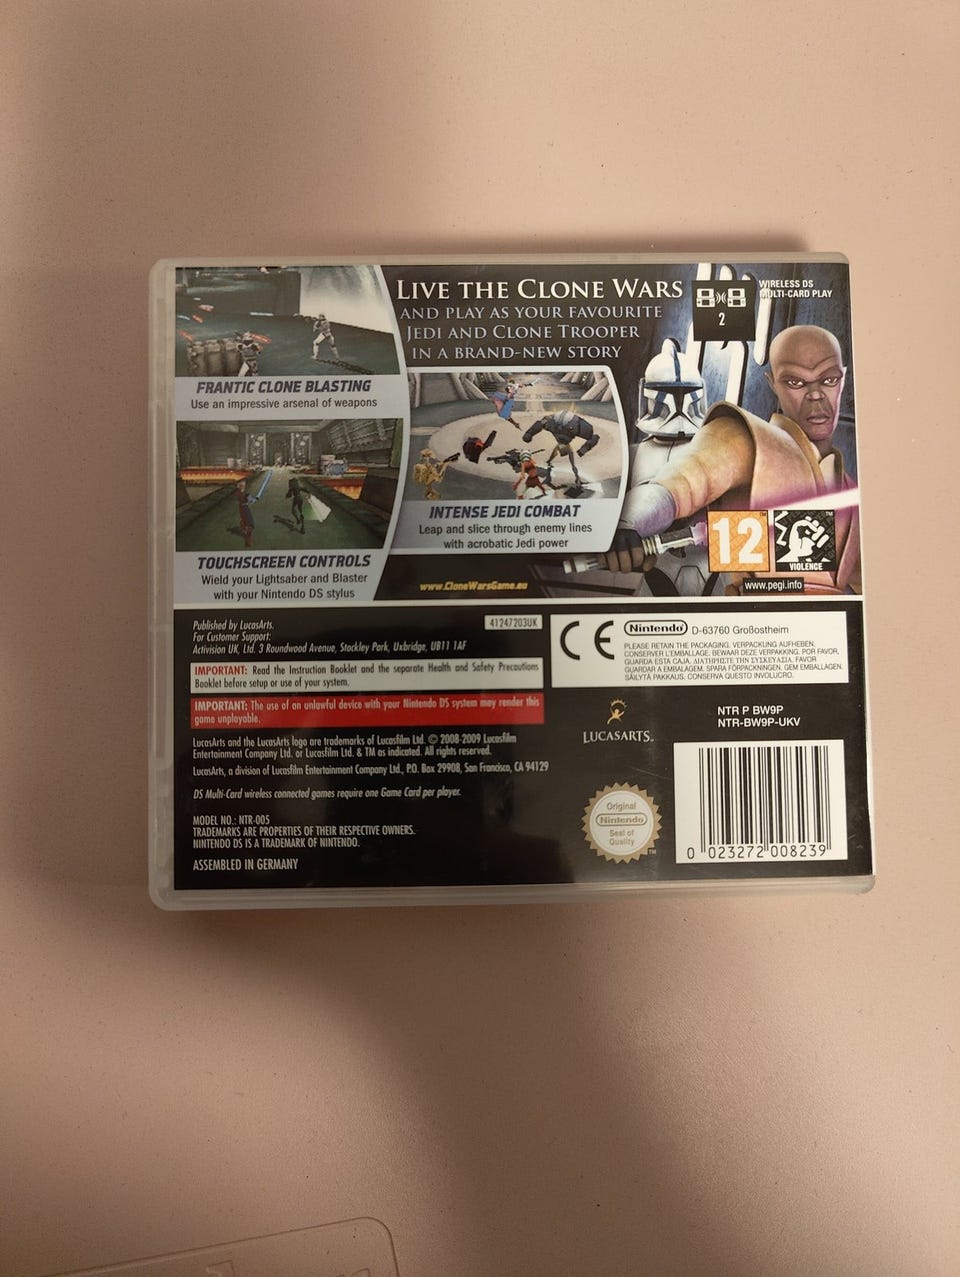 LIVE THE CLONE WARS
AND PLAY AS YOUR FAVOURITE
JEDI AND CLONE TROOPER
IN A BRAND-NEW STORY
2
WIRELESS DS
MULTI-CARD PLAY
FRANTIC CLONE BLASTING
Use an impressive arsenal of weapons
INTENSE JEDI COMBAT
Leap and slice through enemy lines
with acrobatic Jedi power
TOUCHSCREEN CONTROLS
Wield your Lightsaber and Blaster
with your Nintendo DS stylus
www.CloneWarsGame.eu
12
VIOLENCE
www.pegi.info
Published by LucasArts.
For Customer Support:
Activision UK, Ltd. 3 Roundwood Avenue, Stockley Park, Uxbridge, UB11 1AF
41247203UK
IMPORTANT: Read the Instruction Booklet and the separate Health and Safety Precautions
Booklet before setup or use of your system.
IMPORTANT: The use of an unlawful device with your Nintendo DS system may render this
game unplayable.
LucasArts and the LucasArts logo are trademarks of Lucasfilm Ltd. © 2008-2009 Lucasfilm
Entertainment Company Ltd. or Lucasfilm Ltd. & TM as indicated. All rights reserved.
LucasArts, a division of Lucasfilm Entertainment Company Ltd., P.O. Box 29908, San Francisco, CA 94129
DS Multi-Card wireless connected games require one Game Card per player.
MODEL NO.: NTR-005
TRADEMARKS ARE PROPERTIES OF THEIR RESPECTIVE OWNERS.
NINTENDO DS IS A TRADEMARK OF NINTENDO.
ASSEMBLED IN GERMANY
CE
Nintendo D-63760 Großostheim
PLEASE RETAIN THE PACKAGING. VERPACKUNG AUFHEBEN.
CONSERVER L'EMBALLAGE. BEWAAR DEZE VERPAKKING. POR FAVOR,
GUARDA ESTA CAJA. ΔΙΑΤΗΡΗΣΤΕ ΤΗΝ ΣΥΣΚΕΥΑΣΙΑ. FAVOR
GUARDAR A EMBALAGEM. SPARA FÖRPACKNINGEN. GEM EMBALLAGEN.
SÄILYTÄ PAKKAUS. CONSERVA QUESTO INVOLUCRO.
LUCASARTS™
NTR P BW9P
NTR-BW9P-UKV
Original
Nintendo
Seal of
Quality
TM
0 023272 008239